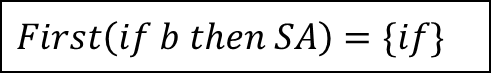 First(if b then SA) = {if}